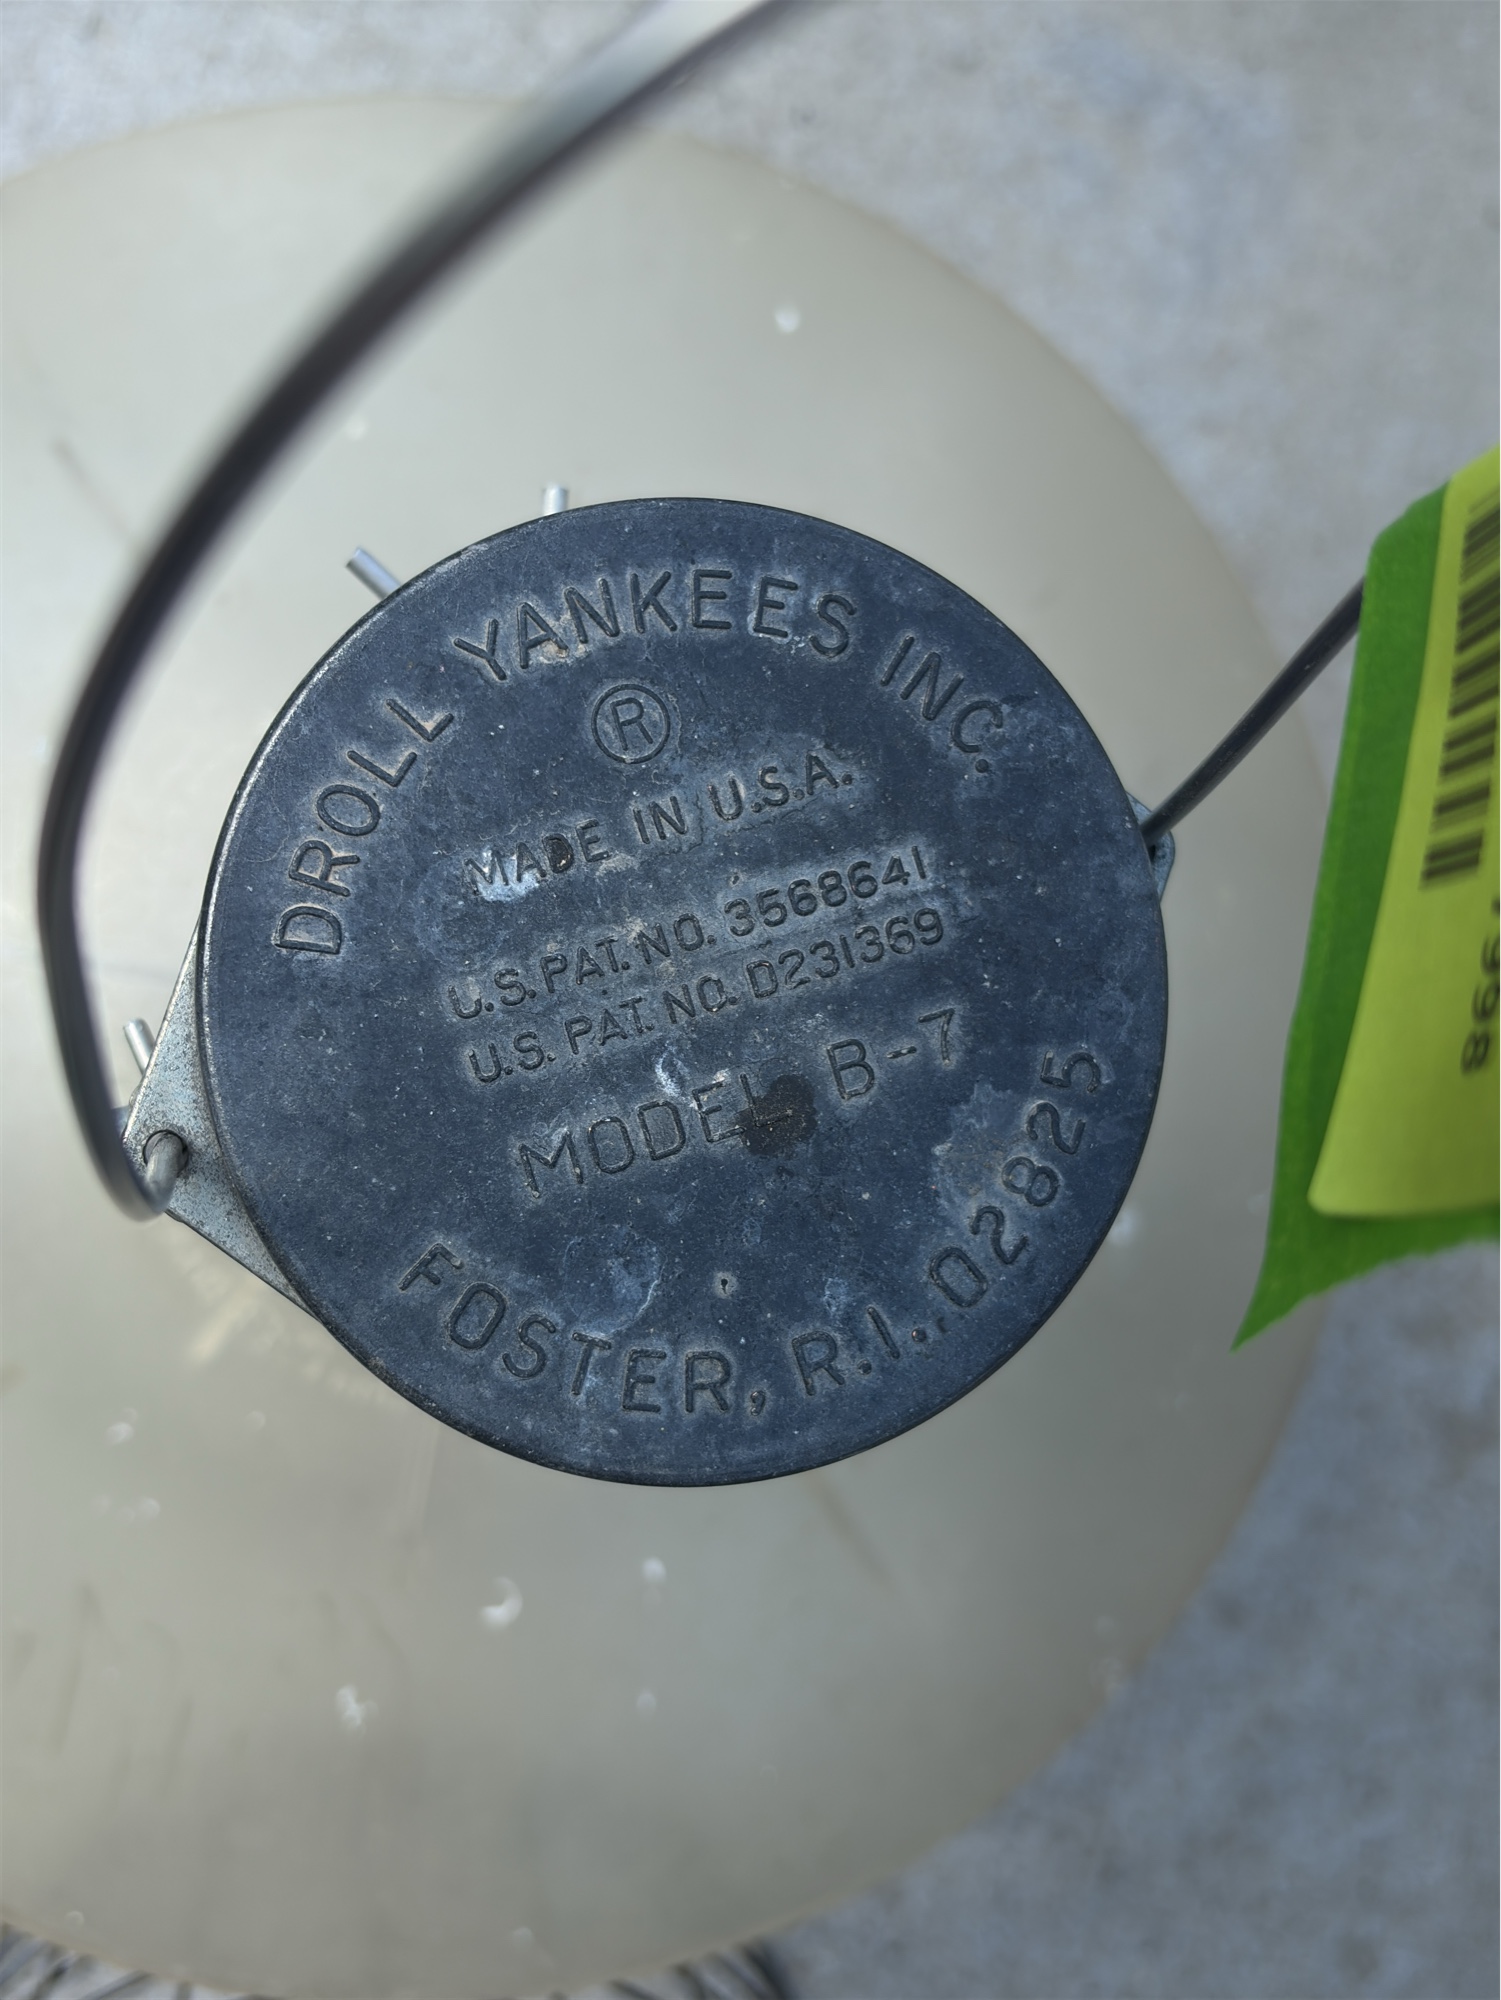 DROLL YANKEES INC.
®
MADE IN U.S.A.
U.S. PAT. NO. 3568641
U.S. PAT. NO. D231369
MODEL B-7
FOSTER, R.I. 02825